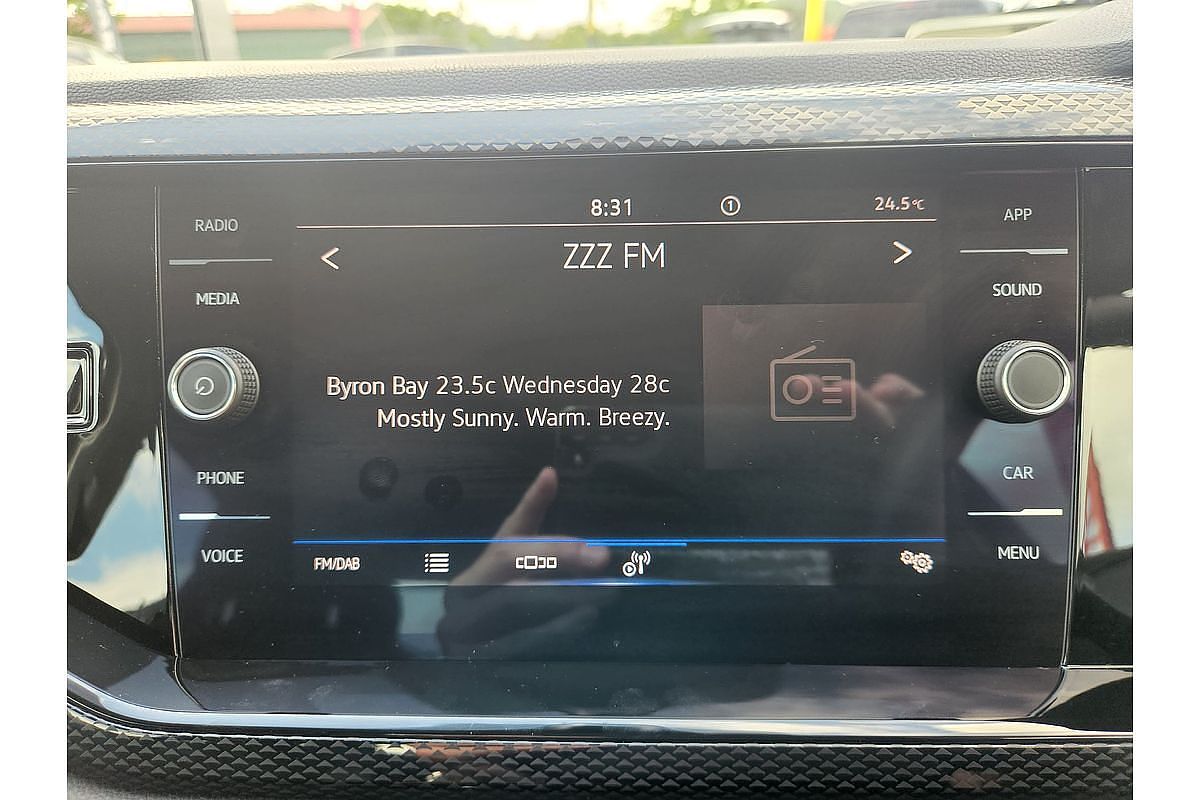 8:31 1 24.5°C
RADIO
APP
< ZZZ FM >
MEDIA
SOUND
Byron Bay 23.5c Wednesday 28c
Mostly Sunny. Warm. Breezy.
PHONE
CAR
VOICE
MENU
FM/DAB